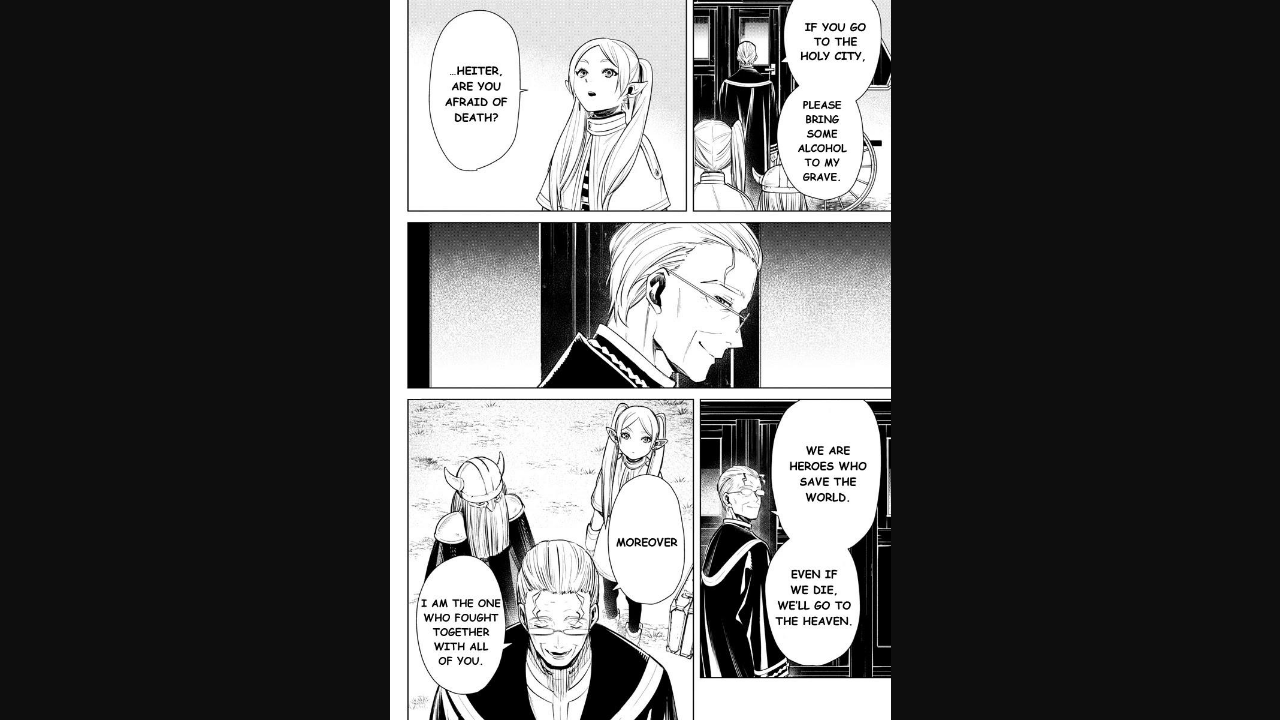 IF YOU GO
TO THE
HOLY CITY,
PLEASE
BRING
SOME
ALCOHOL
TO MY
GRAVE.
...HEITER,
ARE YOU
AFRAID OF
DEATH?
WE ARE
HEROES WHO
SAVE THE
WORLD.
EVEN IF
WE DIE,
WE'LL GO TO
THE HEAVEN.
MOREOVER
I AM THE ONE
WHO FOUGHT
TOGETHER
WITH ALL
OF YOU.